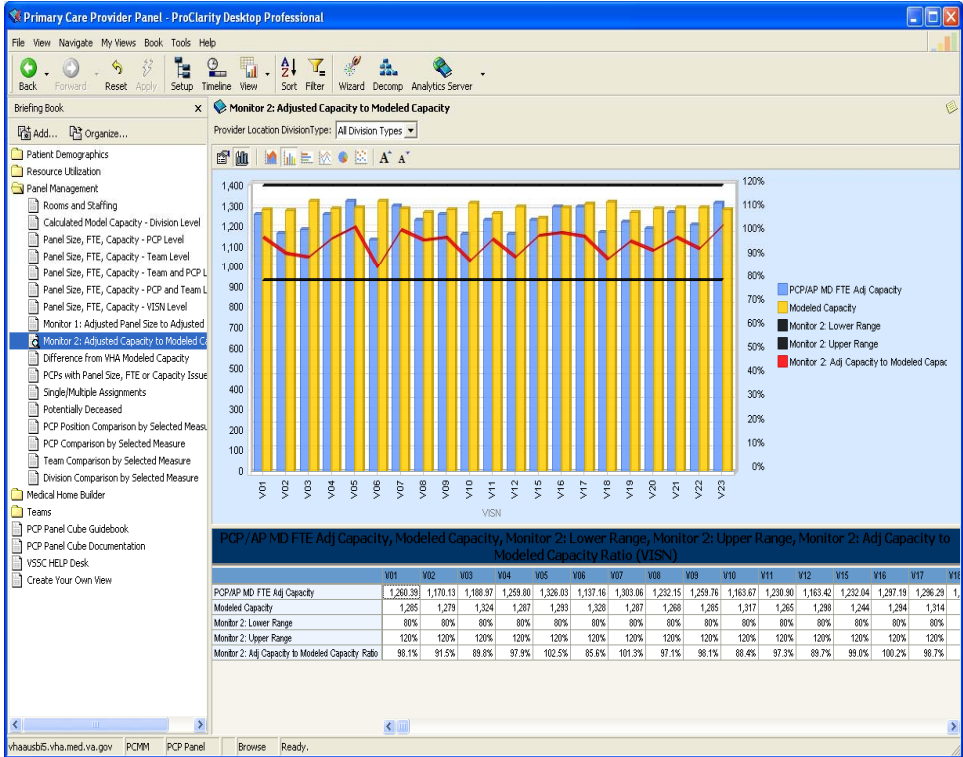 Primary Care Provider Panel - ProClarity Desktop Professional
File View Navigate My Views Book Tools Help
Back Forward Reset Apply Setup Timeline View Sort Filter Wizard Decomp Analytics Server
Briefing Book x
Monitor 2: Adjusted Capacity to Modeled Capacity
Add... Organize...
Provider Location DivisionType: All Division Types
Patient Demographics
Resource Utilization
Panel Management
Rooms and Staffing
Calculated Model Capacity - Division Level
Panel Size, FTE, Capacity - PCP Level
Panel Size, FTE, Capacity - Team Level
Panel Size, FTE, Capacity - Team and PCP L
Panel Size, FTE, Capacity - PCP and Team L
Panel Size, FTE, Capacity - VISN Level
Monitor 1: Adjusted Panel Size to Adjusted
Monitor 2: Adjusted Capacity to Modeled Ca
Difference from VHA Modeled Capacity
PCPs with Panel Size, FTE or Capacity Issue
Single/Multiple Assignments
Potentially Deceased
PCP Position Comparison by Selected Measu
PCP Comparison by Selected Measure
Team Comparison by Selected Measure
Division Comparison by Selected Measure
Medical Home Builder
Teams
PCP Panel Cube Guidebook
PCP Panel Cube Documentation
VSSC HELP Desk
Create Your Own View
A A
1,400
1,300
1,200
1,100
1,000
900
800
700
600
500
400
300
200
100
0
120%
110%
100%
90%
80%
70%
60%
50%
40%
30%
20%
10%
0%
V01 V02 V03 V04 V05 V06 V07 V08 V09 V10 V11 V12 V15 V16 V17 V18 V19 V20 V21 V22 V23
VISN
PCP/AP MD FTE Adj Capacity
Modeled Capacity
Monitor 2: Lower Range
Monitor 2: Upper Range
Monitor 2: Adj Capacity to Modeled Capac
PCP/AP MD FTE Adj Capacity, Modeled Capacity, Monitor 2: Lower Range, Monitor 2: Upper Range, Monitor 2: Adj Capacity to
Modeled Capacity Ratio (VISN)
V01 V02 V03 V04 V05 V06 V07 V08 V09 V10 V11 V12 V15 V16 V17 V18
PCP/AP MD FTE Adj Capacity 1,260.39 1,170.13 1,188.97 1,259.80 1,326.03 1,137.16 1,303.06 1,232.15 1,259.76 1,163.67 1,230.90 1,163.42 1,232.04 1,297.19 1,296.29 1,
Modeled Capacity 1,285 1,279 1,324 1,287 1,293 1,328 1,287 1,268 1,285 1,317 1,265 1,298 1,244 1,294 1,314
Monitor 2: Lower Range 80% 80% 80% 80% 80% 80% 80% 80% 80% 80% 80% 80% 80% 80% 80%
Monitor 2: Upper Range 120% 120% 120% 120% 120% 120% 120% 120% 120% 120% 120% 120% 120% 120% 120%
Monitor 2: Adj Capacity to Modeled Capacity Ratio 98.1% 91.5% 89.8% 97.9% 102.5% 85.6% 101.3% 97.1% 98.1% 88.4% 97.3% 89.7% 99.0% 100.2% 98.7%
vhaausbi5.vha.med.va.gov PCMM PCP Panel Browse Ready.